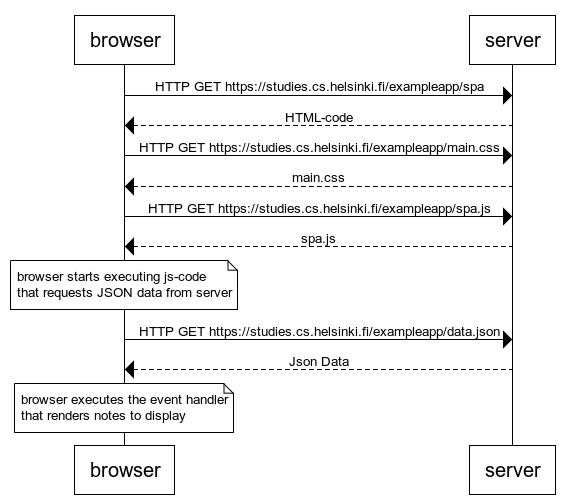 browser
server
HTTP GET https://studies.cs.helsinki.fi/exampleapp/spa
HTML-code
HTTP GET https://studies.cs.helsinki.fi/exampleapp/main.css
main.css
HTTP GET https://studies.cs.helsinki.fi/exampleapp/spa.js
spa.js
browser starts executing js-code
that requests JSON data from server
HTTP GET https://studies.cs.helsinki.fi/exampleapp/data.json
Json Data
browser executes the event handler
that renders notes to display
browser
server